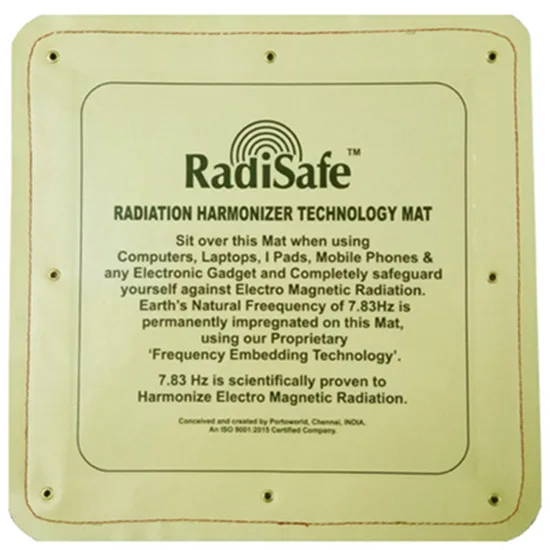 RadiSafe™
RADIATION HARMONIZER TECHNOLOGY MAT
Sit over this Mat when using
Computers, Laptops, I Pads, Mobile Phones &
any Electronic Gadget and Completely safeguard
yourself against Electro Magnetic Radiation.
Earth's Natural Freequency of 7.83Hz is
permanently impregnated on this Mat,
using our Proprietary
'Frequency Embedding Technology'.
7.83 Hz is scientifically proven to
Harmonize Electro Magnetic Radiation.
Conceived and created by Portoworld, Chennai, INDIA.
An ISO 9001:2015 Certified Company.